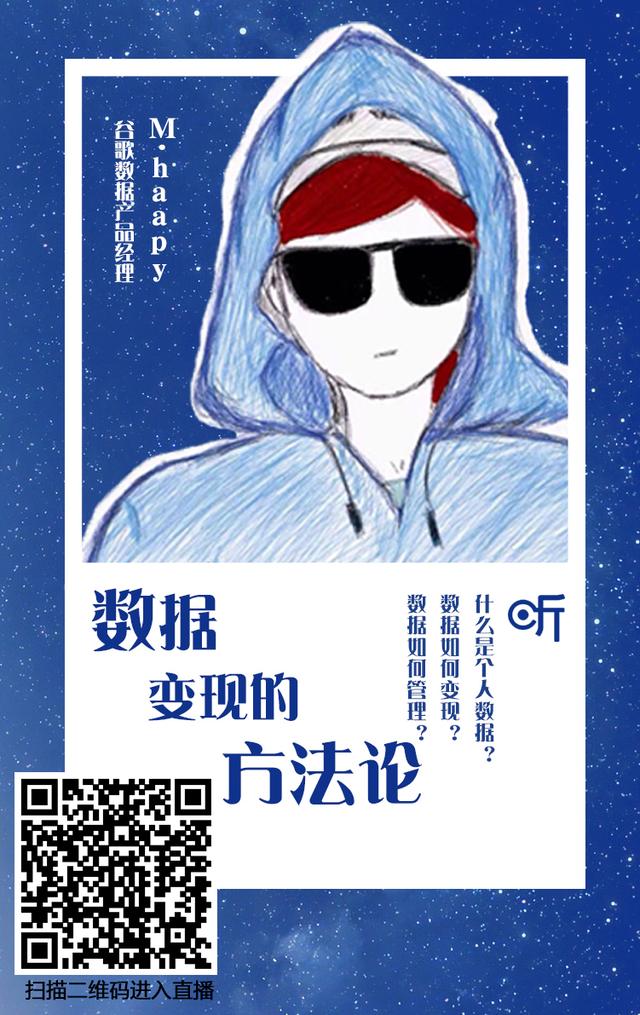 M·haapy
谷歌数据产品经理
听
什么是个人数据？
数据如何变现？
数据如何管理？
数据
变现的
方法论
扫描二维码进入直播